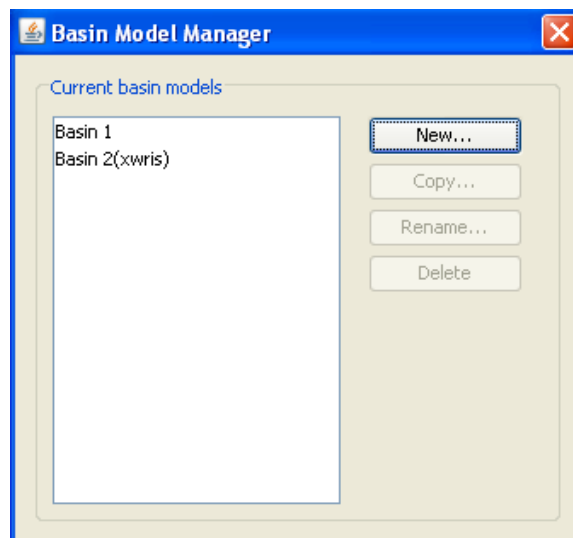 Basin Model Manager
Current basin models
Basin 1
Basin 2(xwris)
New...
Copy...
Rename...
Delete